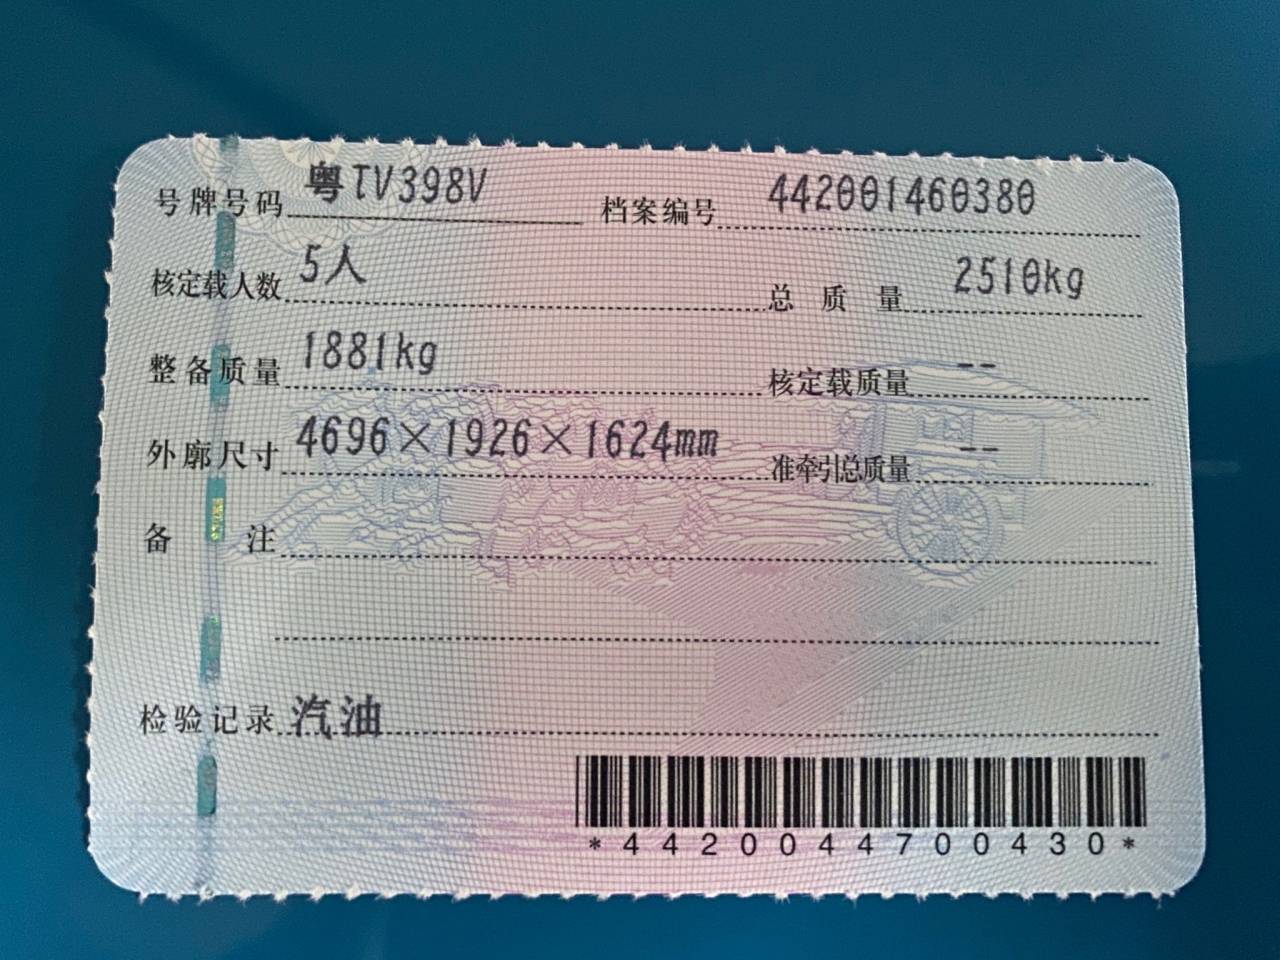 号牌号码 粤TV398V 档案编号 442001460380
核定载人数 5人 总质量 2510kg
整备质量 1881kg 核定载质量 --
外廓尺寸 4696×1926×1624mm 准牵引总质量 --
备注
检验记录 汽油
*4420044700430*